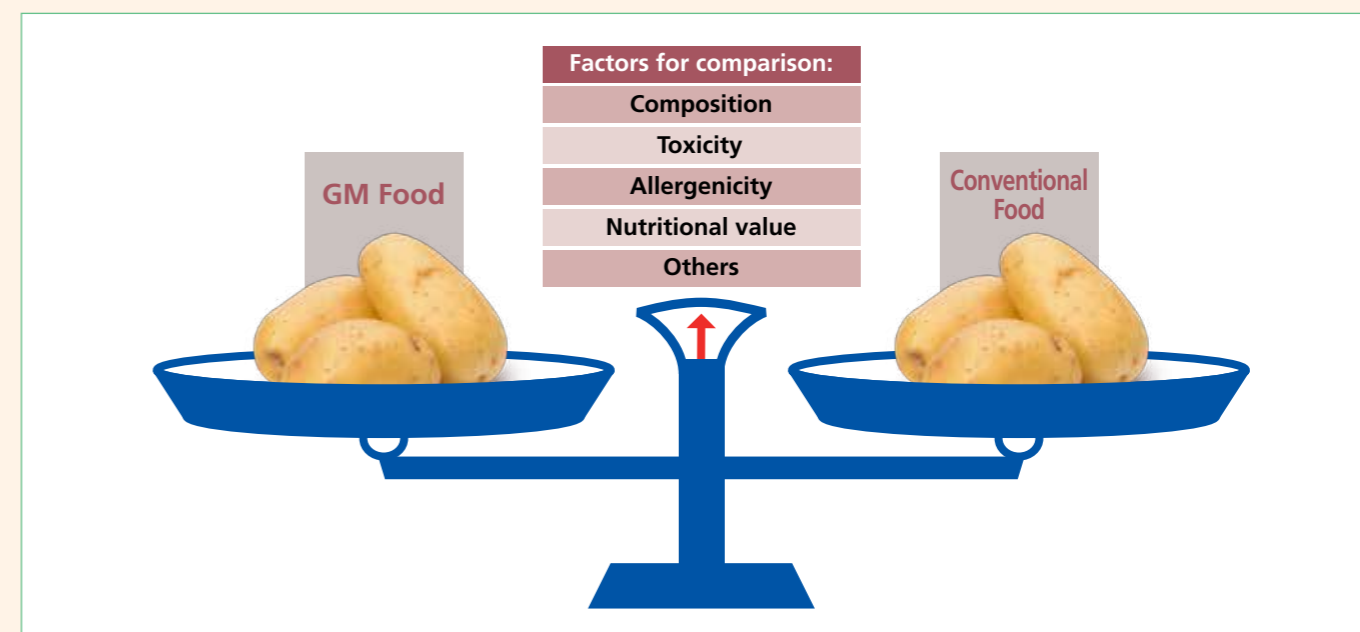 Factors for comparison:
Composition
Toxicity
Allergenicity
Nutritional value
Others
GM Food
Conventional
Food